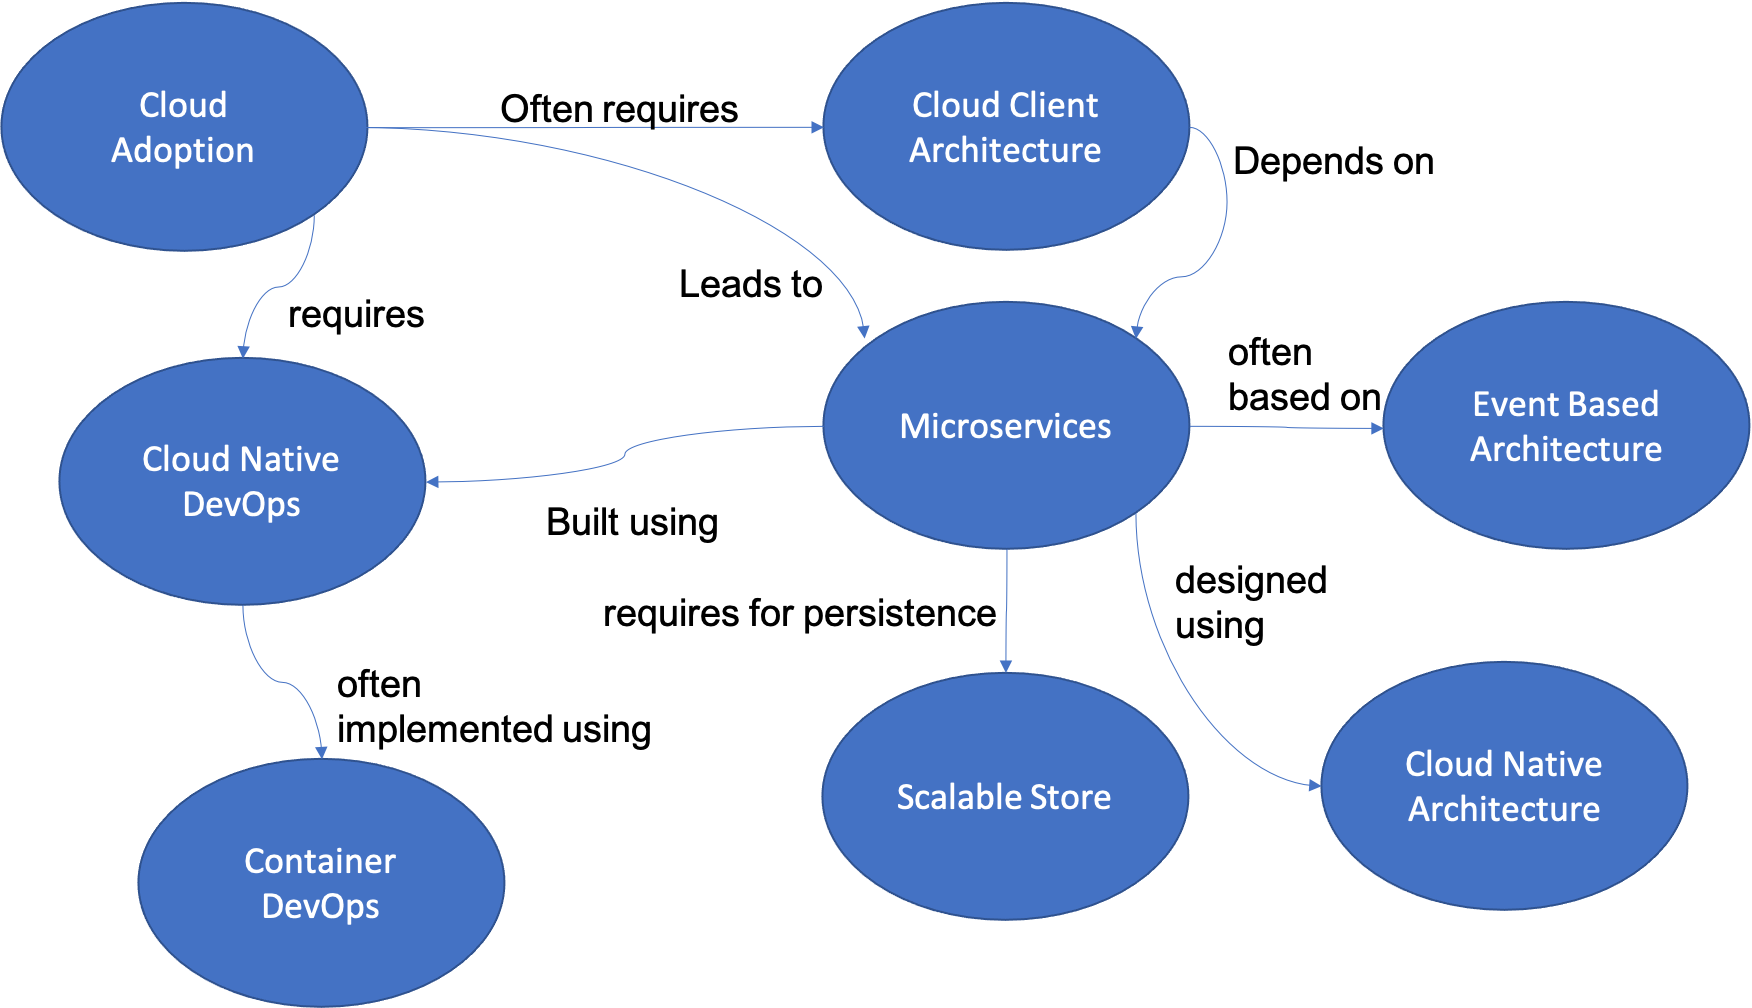 Cloud
Adoption
Often requires
Cloud Client
Architecture
Depends on
Leads to
requires
often
based on
Event Based
Architecture
Microservices
Cloud Native
DevOps
Built using
designed
using
requires for persistence
often
implemented using
Scalable Store
Cloud Native
Architecture
Container
DevOps